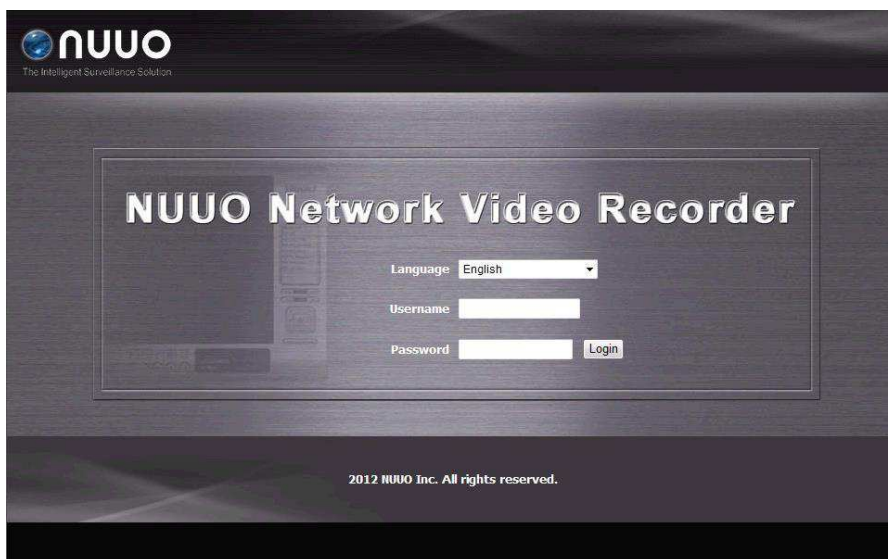 NUUO
The Intelligent Surveillance Solution
NUUO Network Video Recorder
Language English
Username
Password Login
2012 NUUO Inc. All rights reserved.